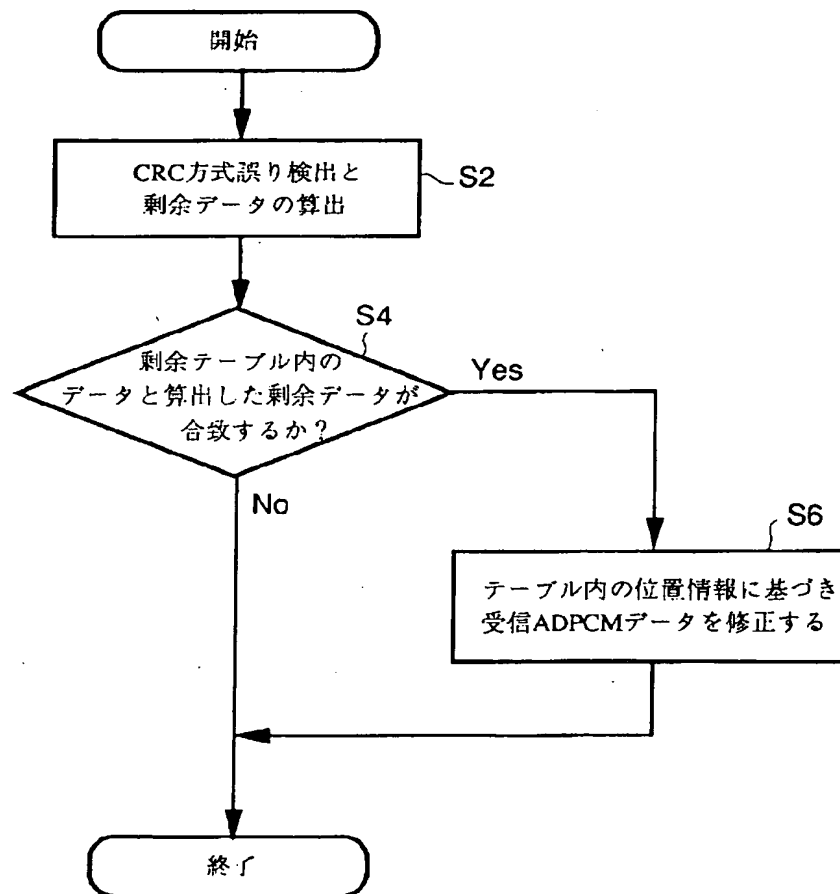 開始
CRC方式誤り検出と
剰余データの算出
S2
S4
剰余テーブル内の
データと算出した剰余データが
合致するか?
Yes
No
S6
テーブル内の位置情報に基づき
受信ADPCMデータを修正する
終了